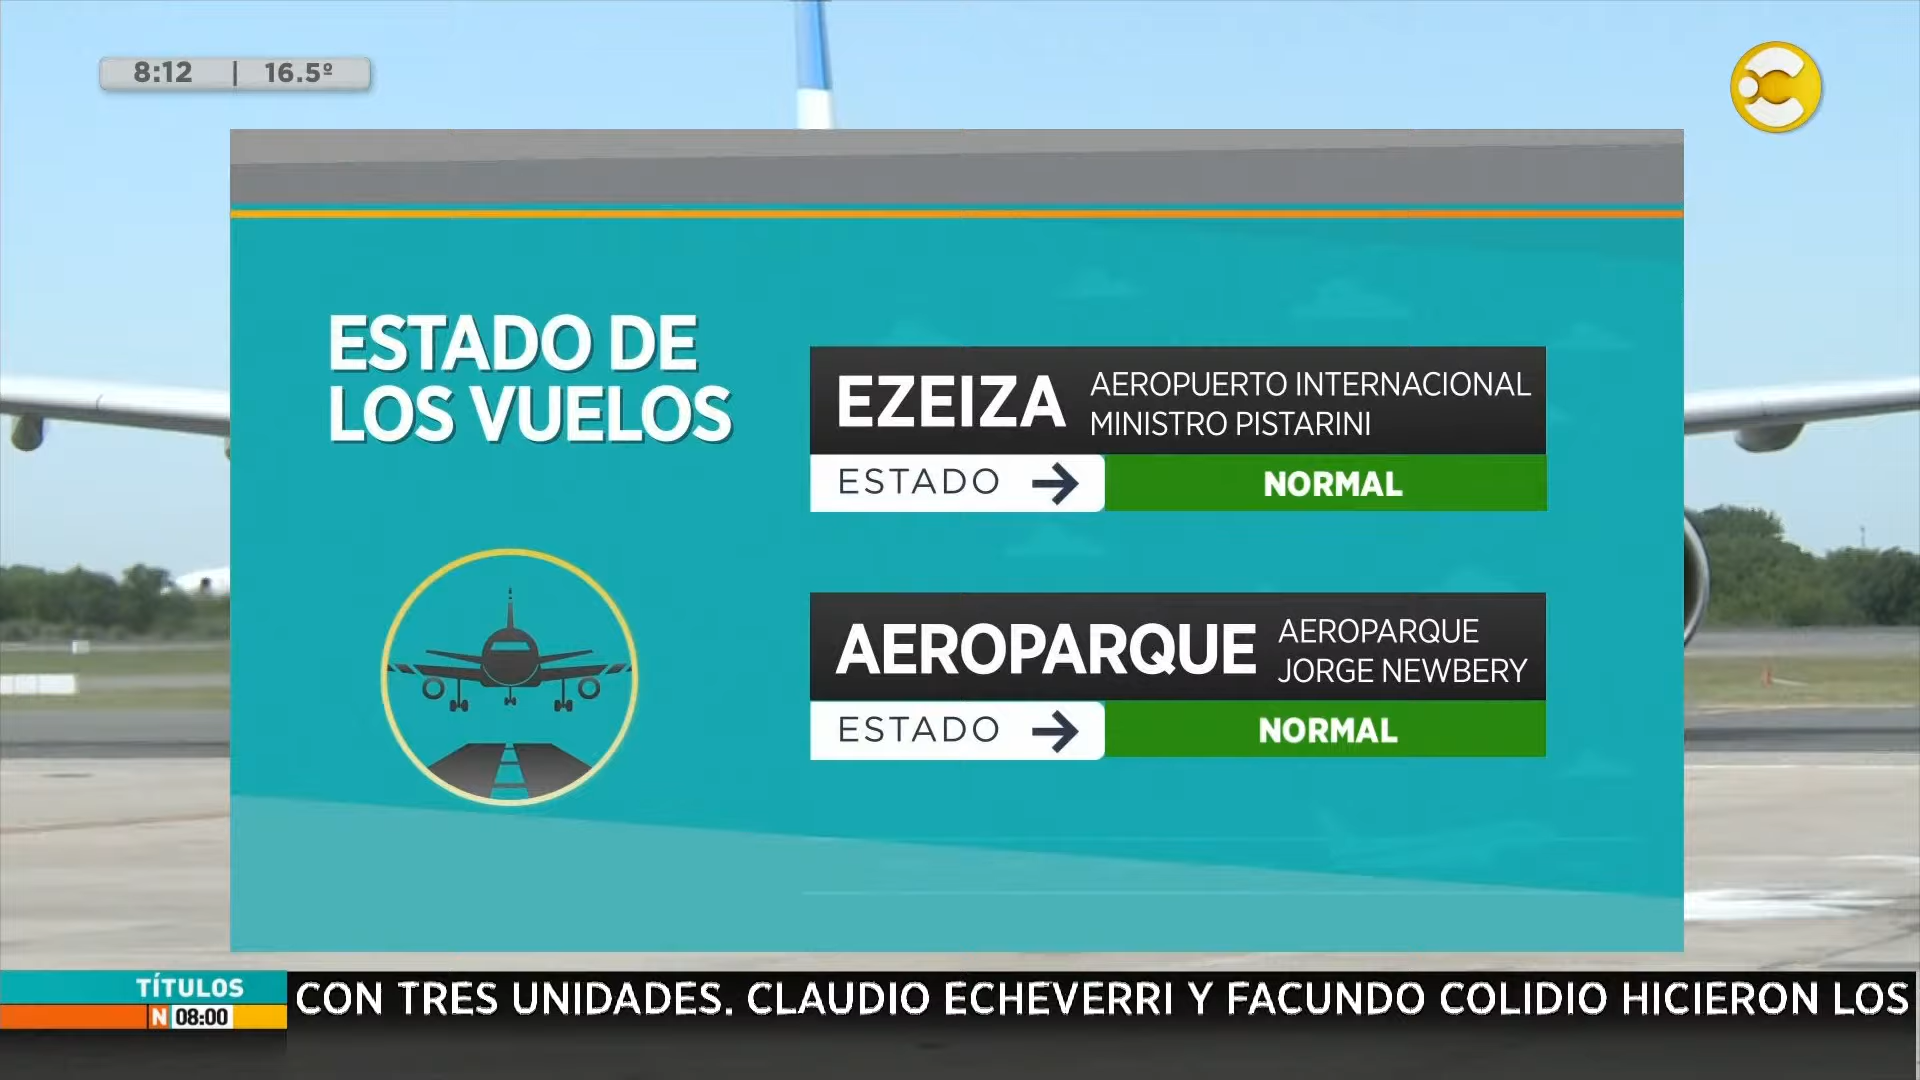 8:12 | 16.5º
ESTADO DE
LOS VUELOS
EZEIZA
AEROPUERTO INTERNACIONAL
MINISTRO PISTARINI
ESTADO → NORMAL
AEROPARQUE
AEROPARQUE
JORGE NEWBERY
ESTADO → NORMAL
TÍTULOS
N 08:00
CON TRES UNIDADES. CLAUDIO ECHEVERRI Y FACUNDO COLIDIO HICIERON LOS